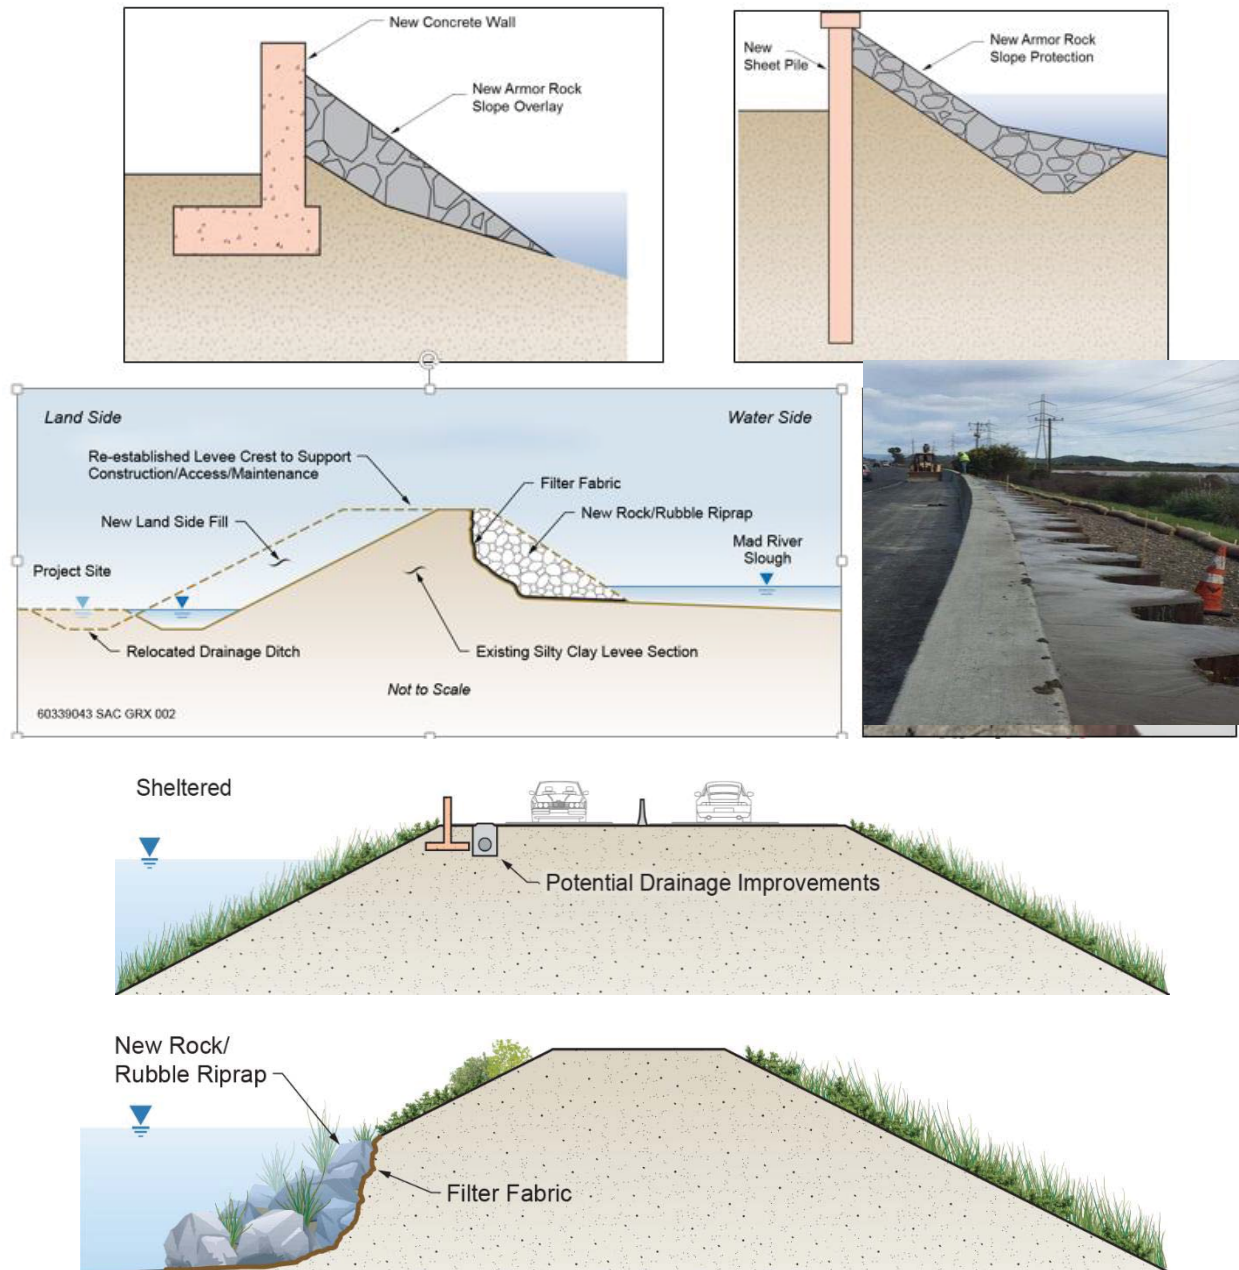 New Concrete Wall
New Armor Rock
Slope Overlay
New
Sheet Pile
New Armor Rock
Slope Protection
Land Side
Water Side
Re-established Levee Crest to Support
Construction/Access/Maintenance
Filter Fabric
New Land Side Fill
New Rock/Rubble Riprap
Mad River
Slough
Project Site
Relocated Drainage Ditch
Existing Silty Clay Levee Section
Not to Scale
60339043 SAC GRX 002
Sheltered
Potential Drainage Improvements
New Rock/
Rubble Riprap
Filter Fabric